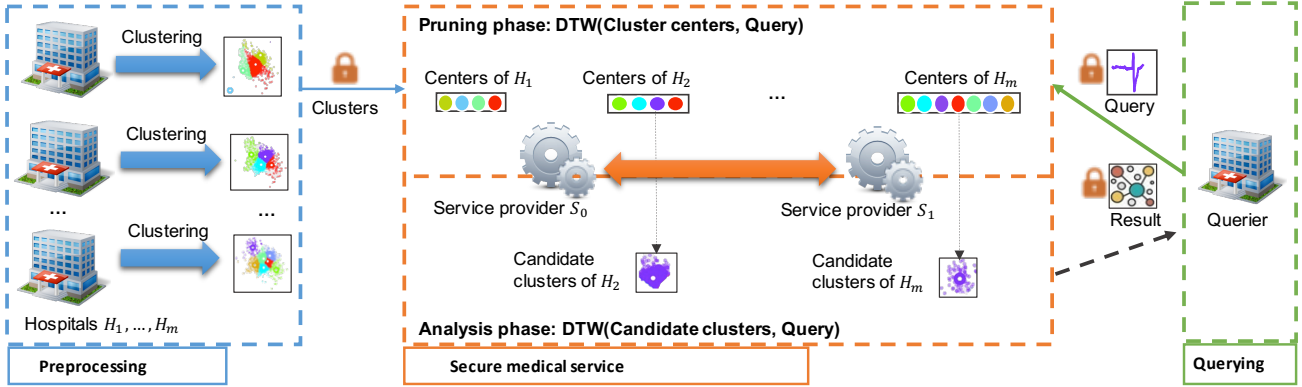 Clustering
Clustering
...
...
Clustering
Hospitals H₁, ..., Hₘ
Preprocessing
Clusters
Pruning phase: DTW(Cluster centers, Query)
Centers of H₁
Centers of H₂
...
Centers of Hₘ
Service provider S₀
Service provider S₁
Candidate
clusters of H₂
Candidate
clusters of Hₘ
Analysis phase: DTW(Candidate clusters, Query)
Secure medical service
Query
Result
Querier
Querying